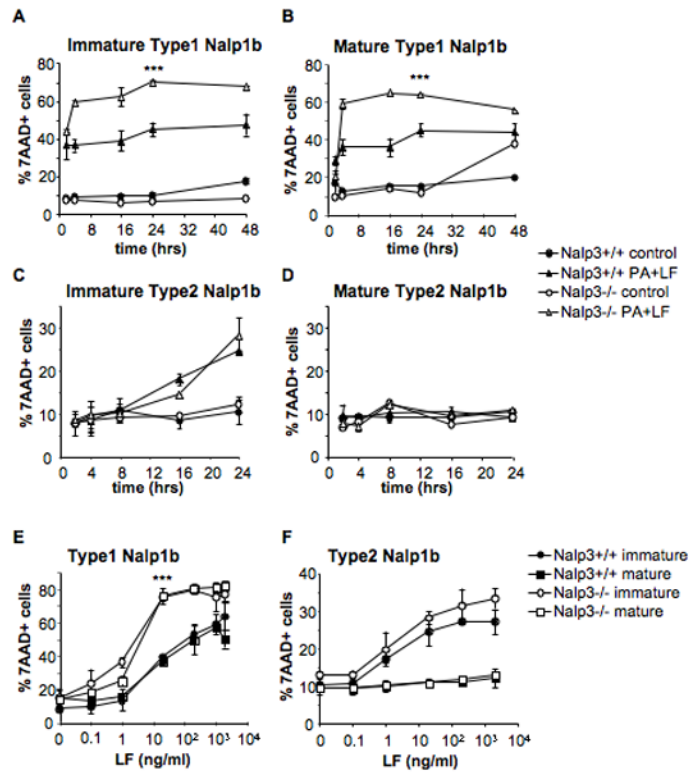 A
Immature Type1 Nalp1b
***
% 7AAD+ cells
80
60
40
20
0
0 8 16 24 32 40 48
time (hrs)
B
Mature Type1 Nalp1b
***
% 7AAD+ cells
80
60
40
20
0
0 8 16 24 32 40 48
time (hrs)
Nalp3+/+ control
Nalp3+/+ PA+LF
Nalp3-/- control
Nalp3-/- PA+LF
C
Immature Type2 Nalp1b
% 7AAD+ cells
30
20
10
0
0 4 8 12 16 20 24
time (hrs)
D
Mature Type2 Nalp1b
% 7AAD+ cells
30
20
10
0
0 4 8 12 16 20 24
time (hrs)
E
Type1 Nalp1b
***
% 7AAD+ cells
80
60
40
20
0
0 0.1 1 10 10² 10³ 10⁴
LF (ng/ml)
F
Type2 Nalp1b
% 7AAD+ cells
40
30
20
10
0
0 0.1 1 10 10² 10³ 10⁴
LF (ng/ml)
Nalp3+/+ immature
Nalp3+/+ mature
Nalp3-/- immature
Nalp3-/- mature